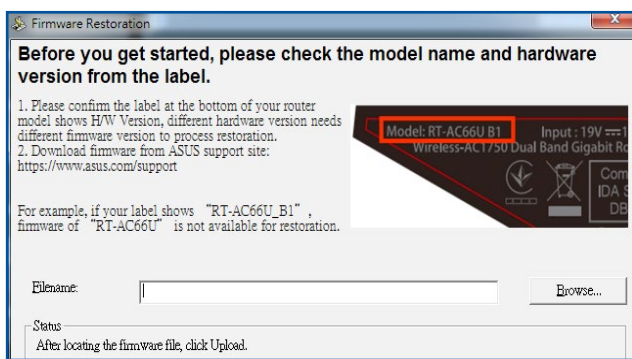 Firmware Restoration
Before you get started, please check the model name and hardware
version from the label.
1. Please confirm the label at the bottom of your router
model shows H/W Version, different hardware version needs
different firmware version to process restoration.
2. Download firmware from ASUS support site:
https://www.asus.com/support
For example, if your label shows "RT-AC66U_B1",
firmware of "RT-AC66U" is not available for restoration.
Model: RT-AC66U B1
Input : 19V
Wireless-AC1750 Dual Band Gigabit Ro
Com
IDA S
DB
Filename:
Browse...
Status
After locating the firmware file, click Upload.